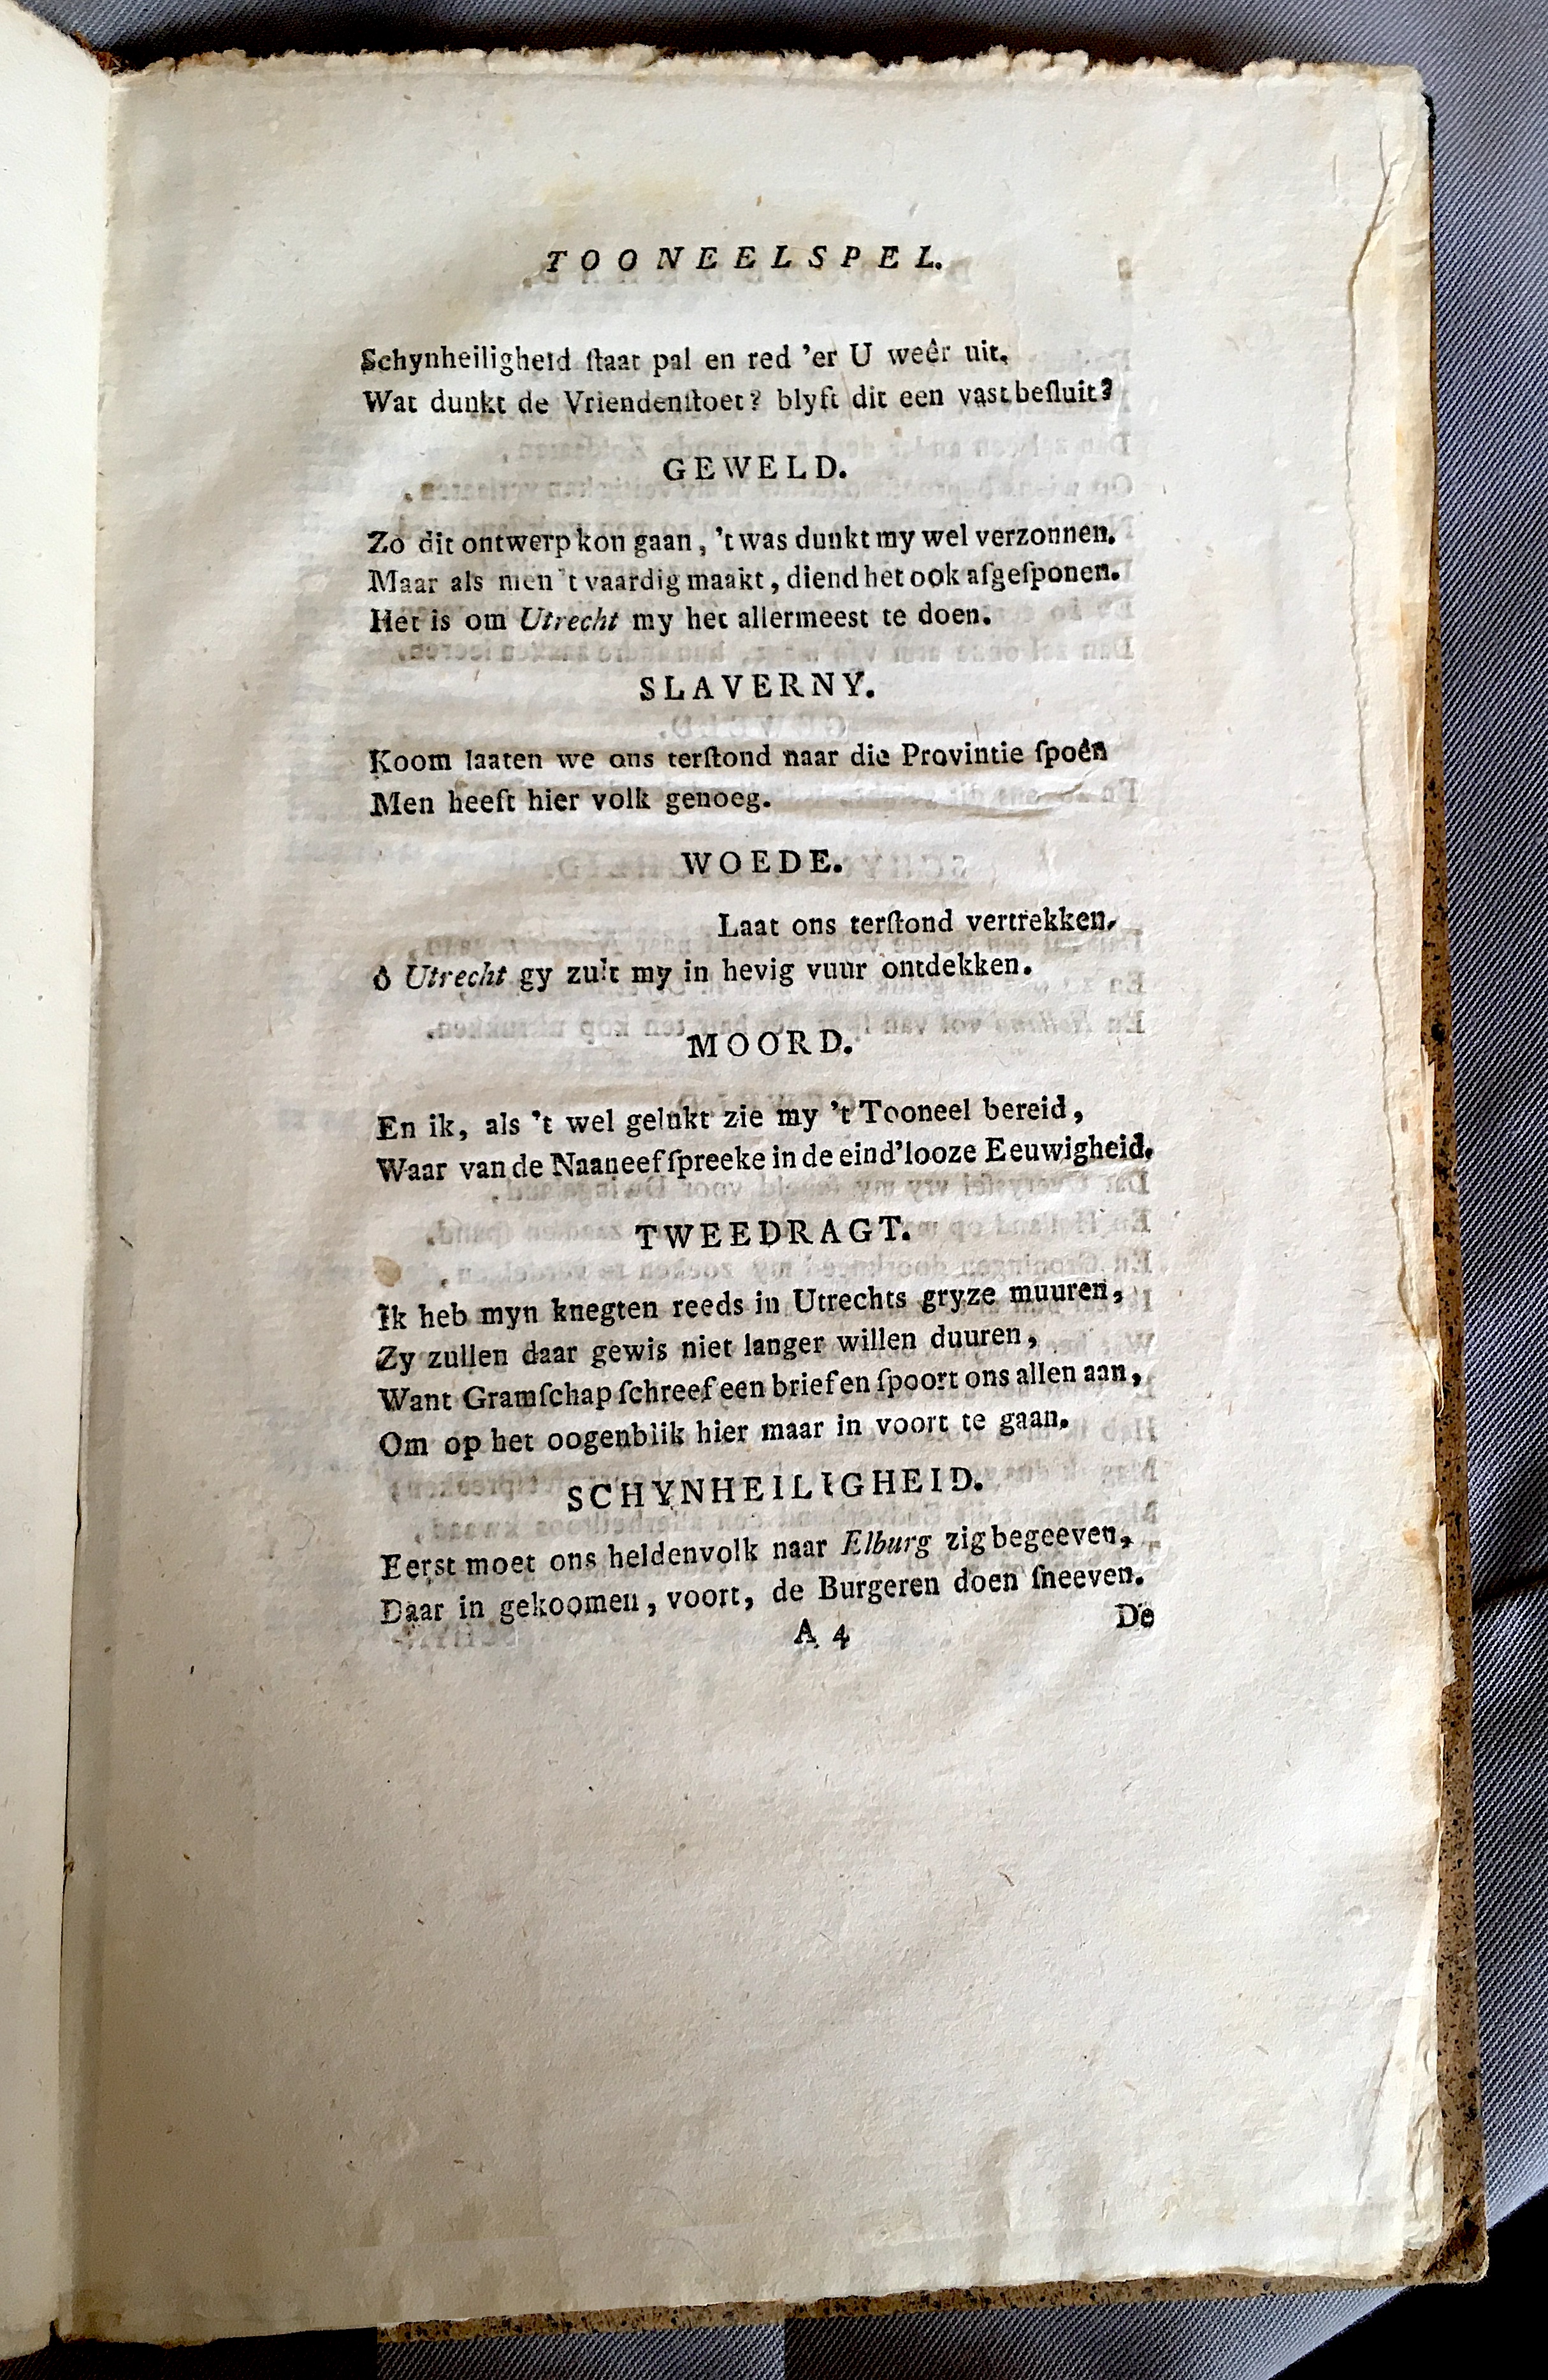 TOONEELSPEL.
Schynheiligheid ſtaat pal en red 'er U weêr uit.
Wat dunkt de Vriendenſtoet? blyft dit een vast beſluit?
GEWELD.
Zo dit ontwerp kon gaan, 't was dunkt my wel verzonnen.
Maar als men 't vaardig maakt, diend het ook afgeſponen.
Het is om Utrecht my het allermeest te doen.
SLAVERNY.
Koom laaten we ons terſtond naar die Provintie ſpoên
Men heeft hier volk genoeg.
WOEDE.
Laat ons terſtond vertrekken.
ô Utrecht gy zult my in hevig vuur ontdekken.
MOORD.
En ik, als 't wel gelukt zie my 't Tooneel bereid,
Waar van de Naaneef ſpreeke in de eind'looze Eeuwigheid.
TWEEDRAGT.
Ik heb myn knegten reeds in Utrechts gryze muuren,
Zy zullen daar gewis niet langer willen duuren,
Want Gramſchap ſchreef een brief en ſpoort ons allen aan,
Om op het oogenblik hier maar in voort te gaan.
SCHYNHEILIGHEID.
Eerst moet ons heldenvolk naar Elburg zig begeeven,
Daar in gekoomen, voort, de Burgeren doen ſneeven.
A 4 De